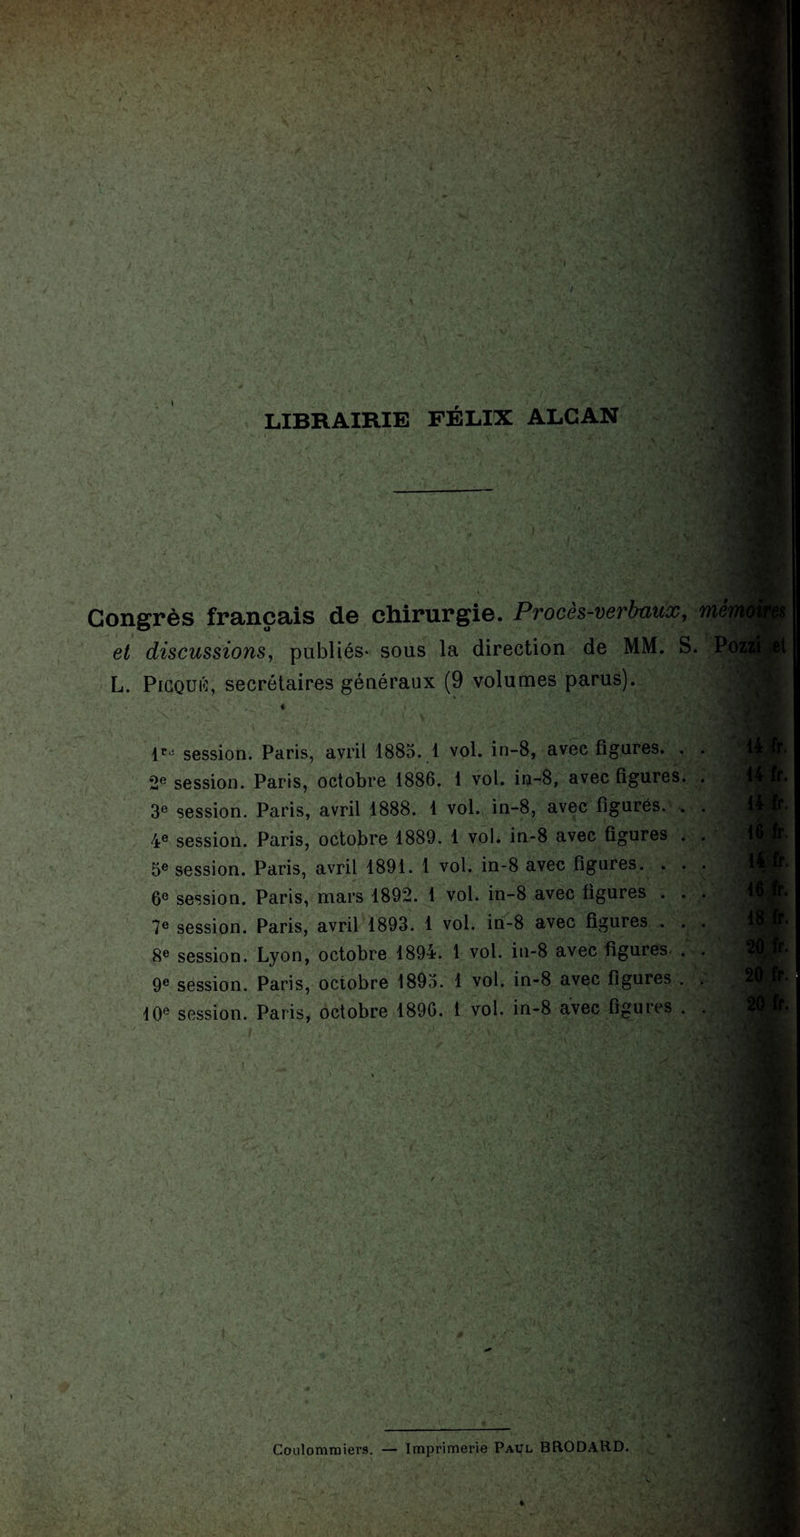 LIBRAIRIE FÉLIX ALCAN
Congrès français de chirurgie. Procès-verbaux, mémoires
et discussions, publiés sous la direction de MM. S. Pozzi et
L. PICQUÉ, secrétaires généraux (9 volumes parus).
1re session. Paris, avril 1885. 1 vol. in-8, avec figures. . . 14 fr.
2e session. Paris, octobre 1886. 1 vol. in-8, avec figures. . 14 fr.
3e session. Paris, avril 1888. 1 vol. in-8, avec figures. . . 14 fr.
4e session. Paris, octobre 1889. 1 vol. in-8 avec figures . . 16 fr.
5e session. Paris, avril 1891. 1 vol. in-8 avec figures. . . . 14 fr.
6e session. Paris, mars 1892. 1 vol. in-8 avec figures . . . 16 fr.
7e session. Paris, avril 1893. 1 vol. in-8 avec figures . . . 18 fr.
8e session. Lyon, octobre 1894. 1 vol. in-8 avec figures . . 20 fr.
9e session. Paris, octobre 1895. 1 vol. in-8 avec figures . . 20 fr.
10e session. Paris, octobre 1896. 1 vol. in-8 avec figures . . 20 fr.
Coulommiers. — Imprimerie PAUL BRODARD.